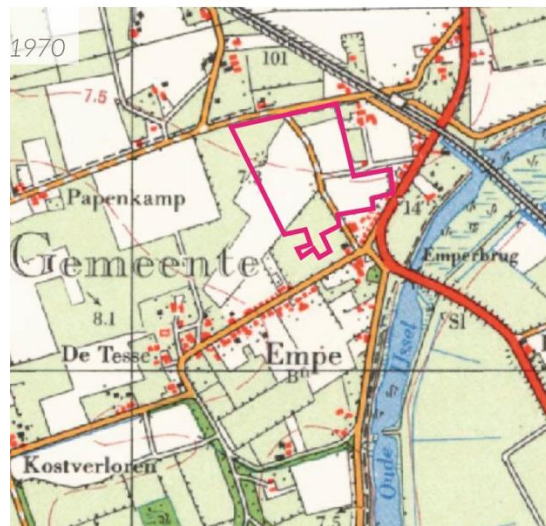 1970
101
7.5
7.2
Papenkamp
14
Gemeente
Emperbrug
8.1
Sl
De Tesse
Empe
Bn
IJssel
Oude
Kostverloren
7.5